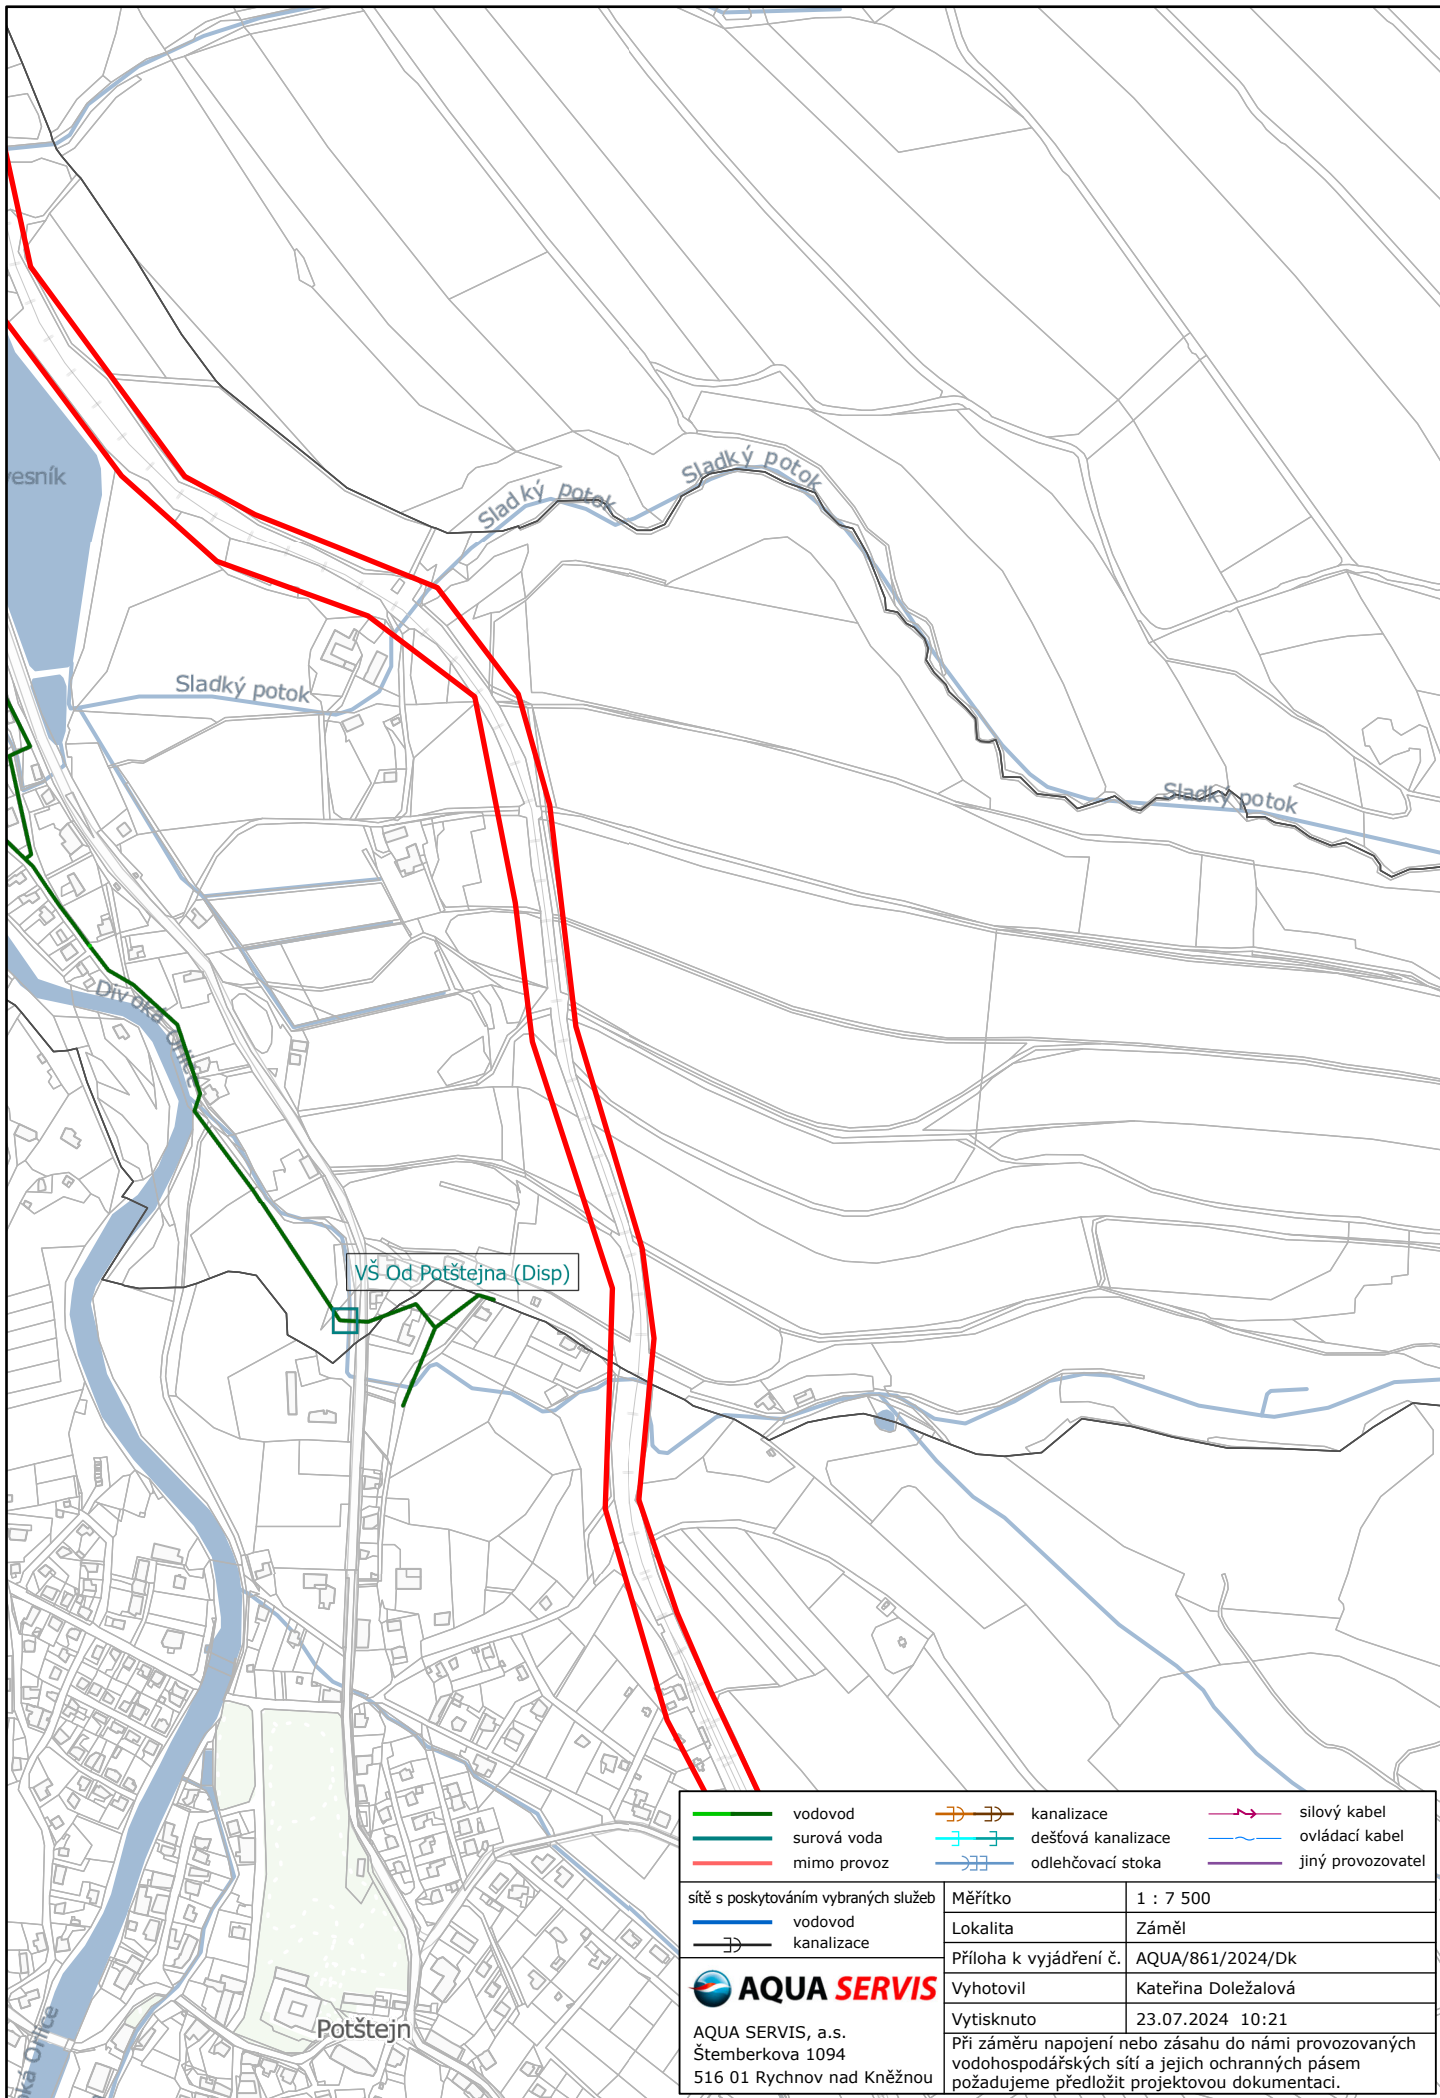 Sladký potok
Sladký potok
vesník
Sladký potok
Sladký potok
Divoká Orlice
VŠ Od Potštejna (Disp)
Potštejn
Orlice
vodovod
kanalizace
silový kabel
surová voda
dešťová kanalizace
ovládací kabel
mimo provoz
odlehčovací stoka
jiný provozovatel
sítě s poskytováním vybraných služeb
vodovod
kanalizace
Měřítko 1 : 7 500
Lokalita Záměl
Příloha k vyjádření č. AQUA/861/2024/Dk
Vyhotovil Kateřina Doležalová
Vytisknuto 23.07.2024 10:21
AQUA SERVIS
AQUA SERVIS, a.s.
Štemberkova 1094
516 01 Rychnov nad Kněžnou
Při záměru napojení nebo zásahu do námi provozovaných
vodohospodářských sítí a jejich ochranných pásem
požadujeme předložit projektovou dokumentaci.